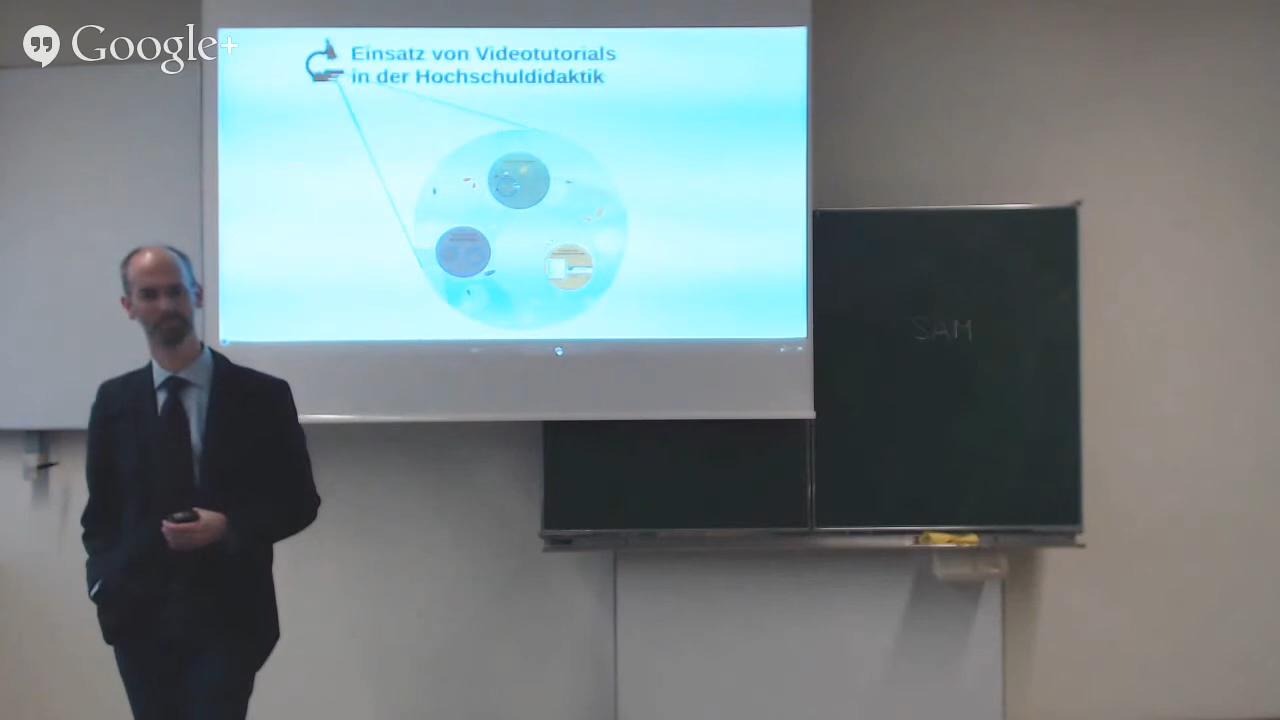 Google+
Einsatz von Videotutorials
in der Hochschuldidaktik
SAM